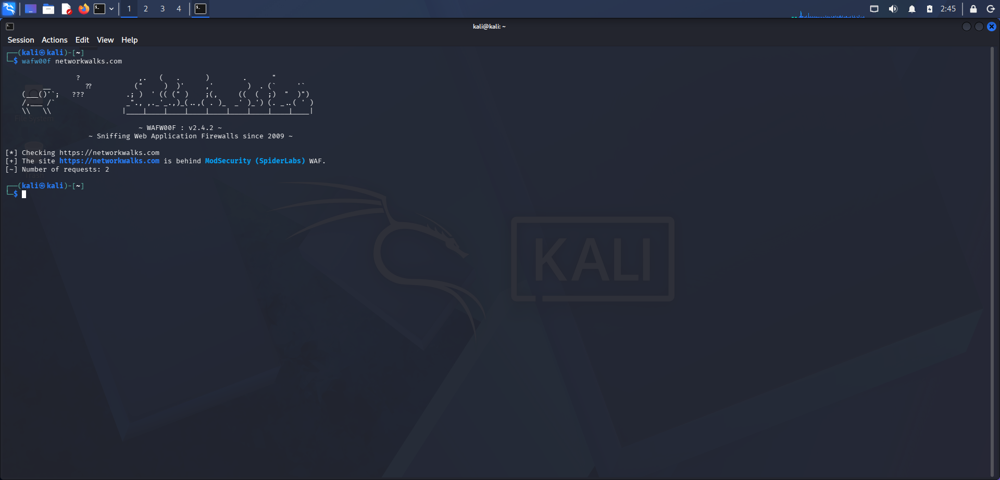 1 2 3 4 2:45
kali@kali: ~
Session Actions Edit View Help
┌──(kali㉿kali)-[~]
└─$ wafw00f networkwalks.com
                 ?              ,.   (   .      )        .      "
         __        ??          ("     )  )'     ,'        )  . (`     '`
    (___()'`;   ???          .; )  ' (( (" )    ;(,     ((  (  ;)  "  )")
    /,___ /`                 _"., ,._'_.,)_(..,( . )_  _' )_') (. _..( ' )
    \\   \\                 |____|____|____|____|____|____|____|____|____|
~ WAFW00F : v2.4.2 ~
~ Sniffing Web Application Firewalls since 2009 ~
[*] Checking https://networkwalks.com
[+] The site https://networkwalks.com is behind ModSecurity (SpiderLabs) WAF.
[~] Number of requests: 2
┌──(kali㉿kali)-[~]
└─$
File System
Trash
KALI